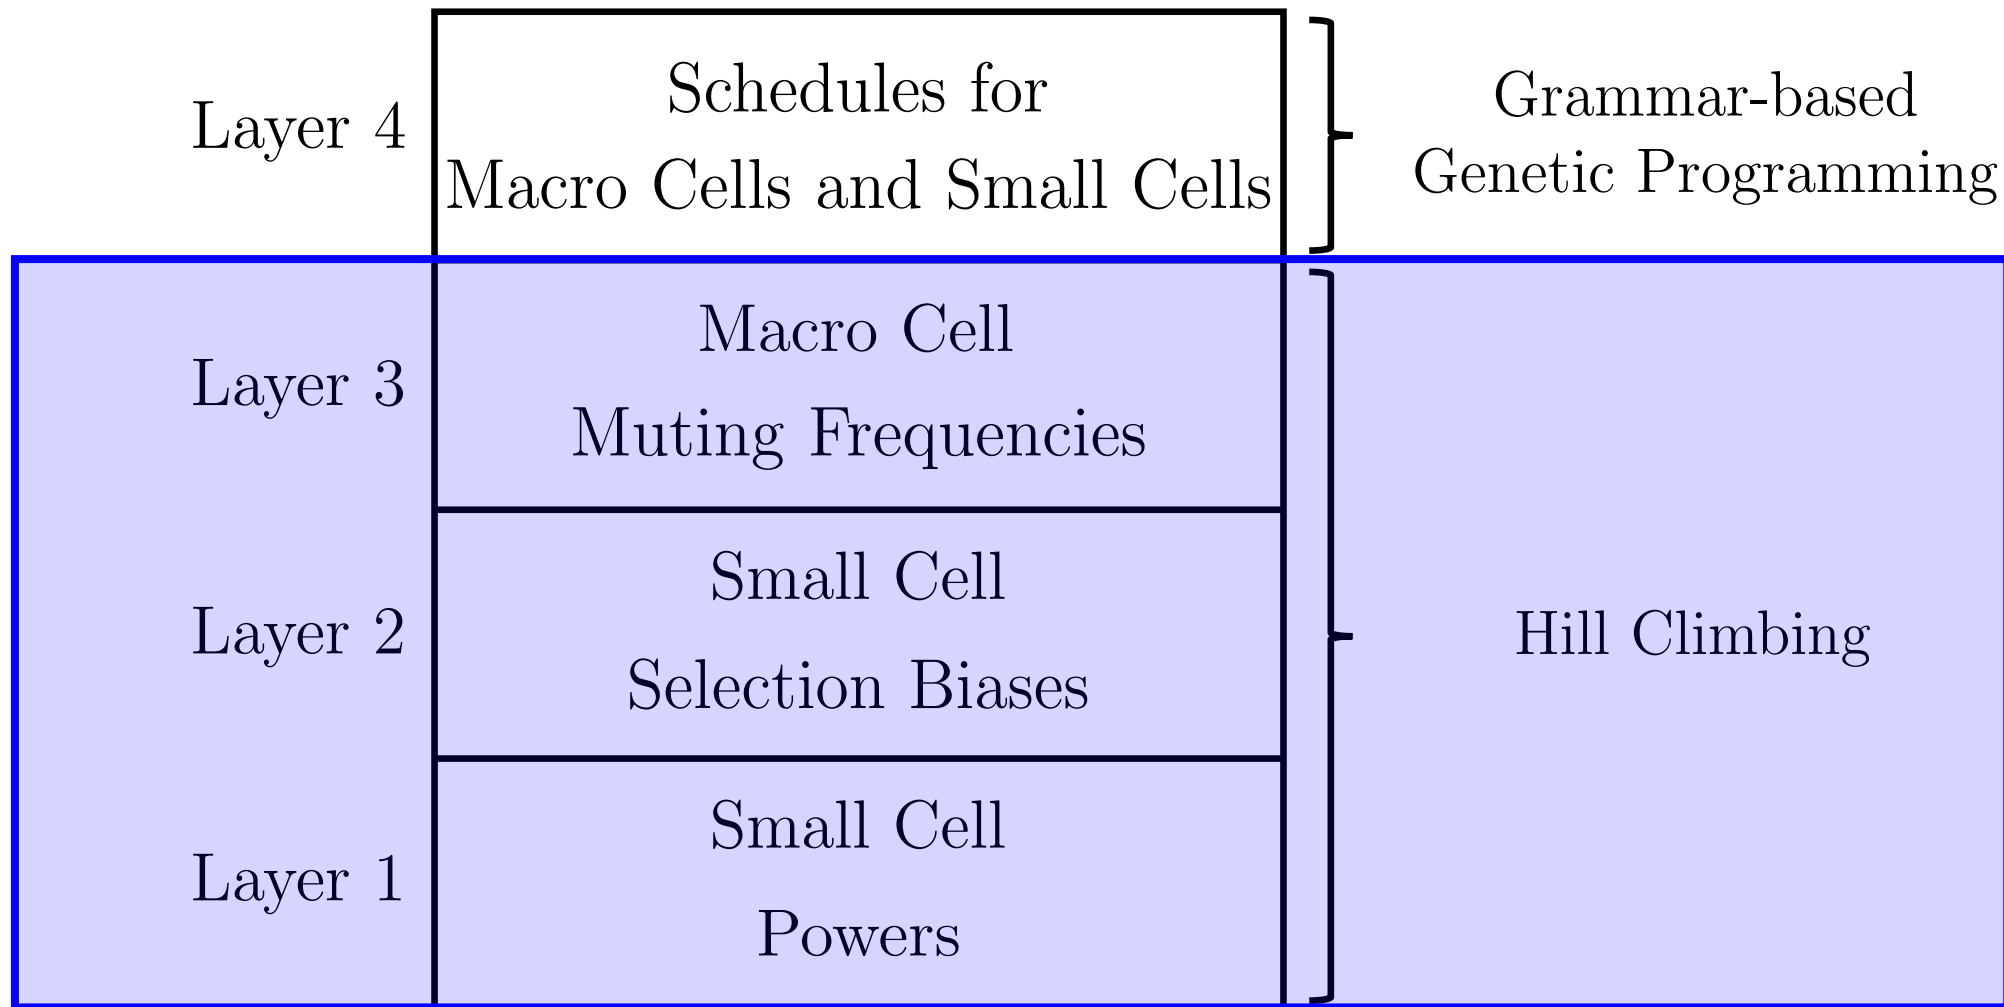 Layer 4
Schedules for
Macro Cells and Small Cells
Grammar-based
Genetic Programming
Layer 3
Macro Cell
Muting Frequencies
Layer 2
Small Cell
Selection Biases
Hill Climbing
Layer 1
Small Cell
Powers